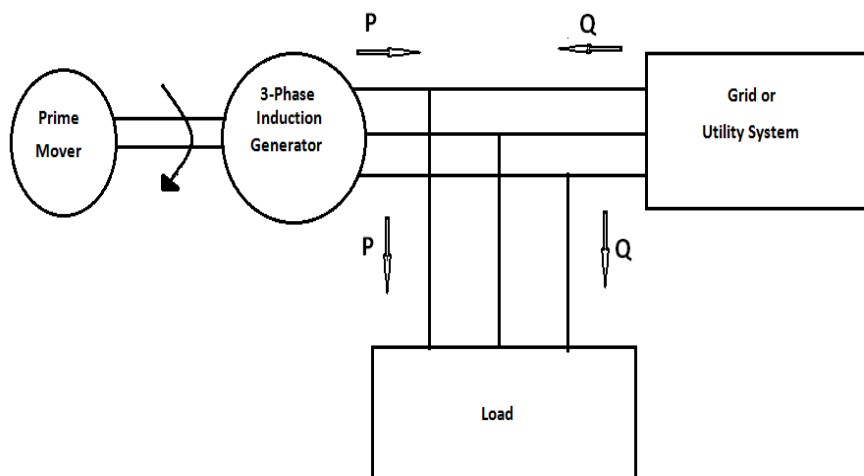 P
Q
3-Phase
Induction
Generator
Prime
Mover
Grid or
Utility System
P
Q
Load